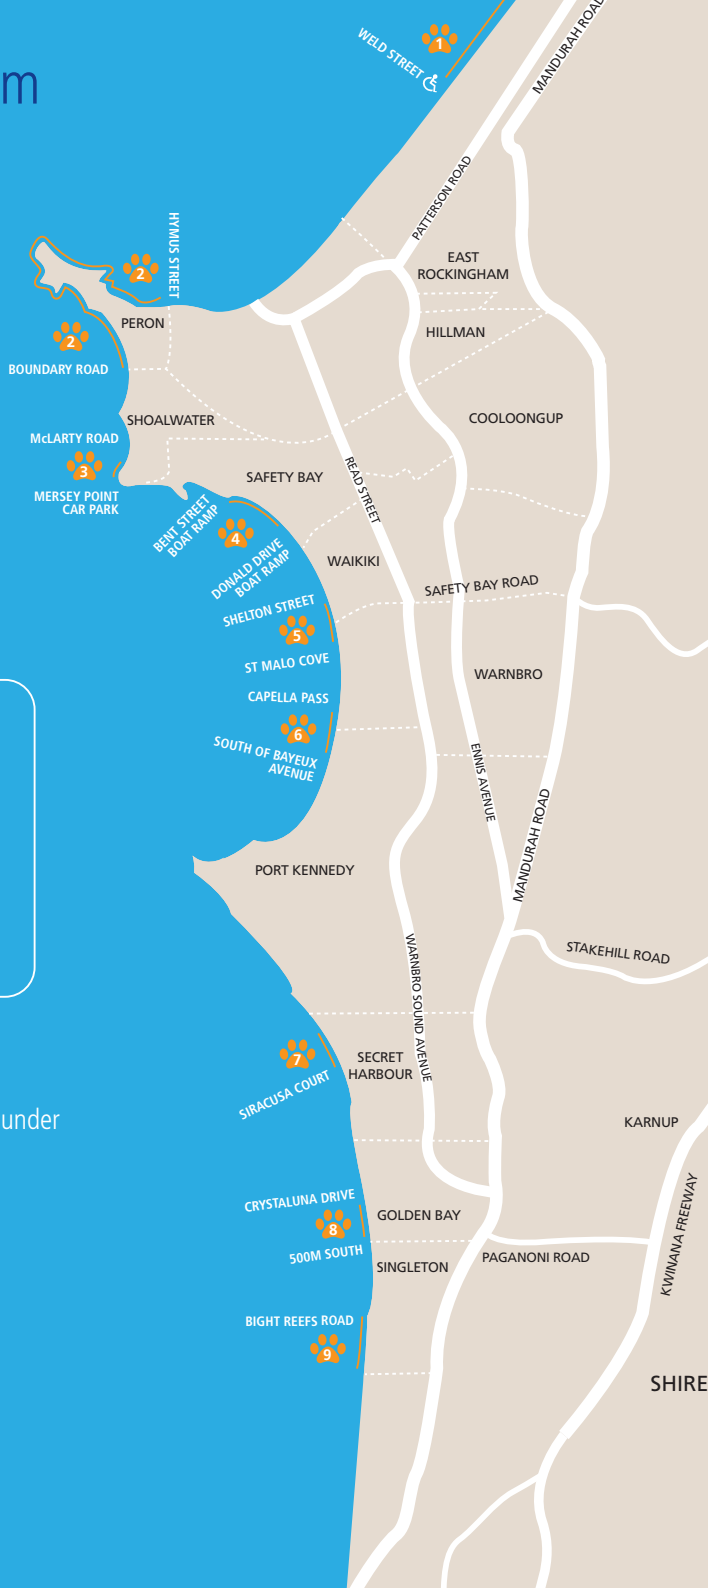 m
1
WELD STREET
MANDURAH ROAD
PATTERSON ROAD
HYMUS STREET
2
EAST
ROCKINGHAM
PERON
2
HILLMAN
BOUNDARY ROAD
SHOALWATER
COOLOONGUP
McLARTY ROAD
3
MERSEY POINT
CAR PARK
SAFETY BAY
READ STREET
BENT STREET
BOAT RAMP
4
DONALD DRIVE
BOAT RAMP
WAIKIKI
SAFETY BAY ROAD
SHELTON STREET
5
ST MALO COVE
WARNBRO
CAPELLA PASS
6
SOUTH OF BAYEUX
AVENUE
ENNIS AVENUE
MANDURAH ROAD
PORT KENNEDY
STAKEHILL ROAD
WARNBRO SOUND AVENUE
7
SIRACUSA COURT
SECRET
HARBOUR
under
KARNUP
CRYSTALUNA DRIVE
8
500M SOUTH
GOLDEN BAY
KWINANA FREEWAY
PAGANONI ROAD
SINGLETON
BIGHT REEFS ROAD
9
SHIRE